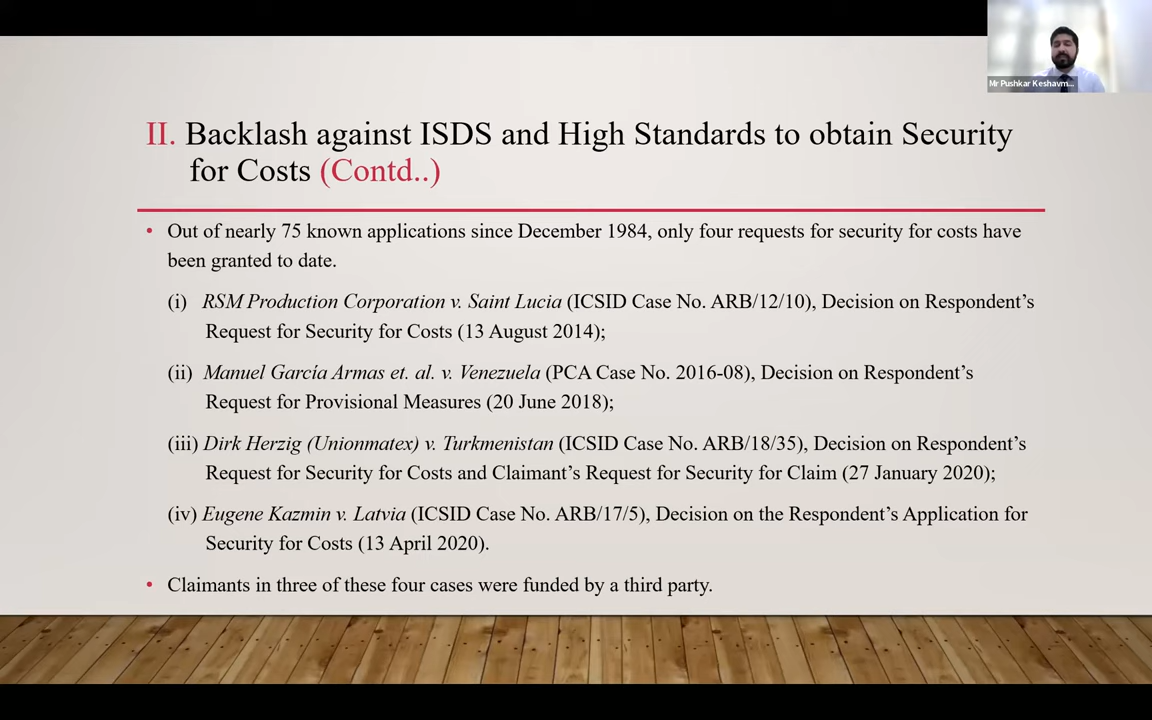 Mr Pushkar Keshavm...
II. Backlash against ISDS and High Standards to obtain Security
for Costs (Contd..)
• Out of nearly 75 known applications since December 1984, only four requests for security for costs have
been granted to date.
(i) RSM Production Corporation v. Saint Lucia (ICSID Case No. ARB/12/10), Decision on Respondent’s
Request for Security for Costs (13 August 2014);
(ii) Manuel García Armas et. al. v. Venezuela (PCA Case No. 2016-08), Decision on Respondent’s
Request for Provisional Measures (20 June 2018);
(iii) Dirk Herzig (Unionmatex) v. Turkmenistan (ICSID Case No. ARB/18/35), Decision on Respondent’s
Request for Security for Costs and Claimant’s Request for Security for Claim (27 January 2020);
(iv) Eugene Kazmin v. Latvia (ICSID Case No. ARB/17/5), Decision on the Respondent’s Application for
Security for Costs (13 April 2020).
• Claimants in three of these four cases were funded by a third party.